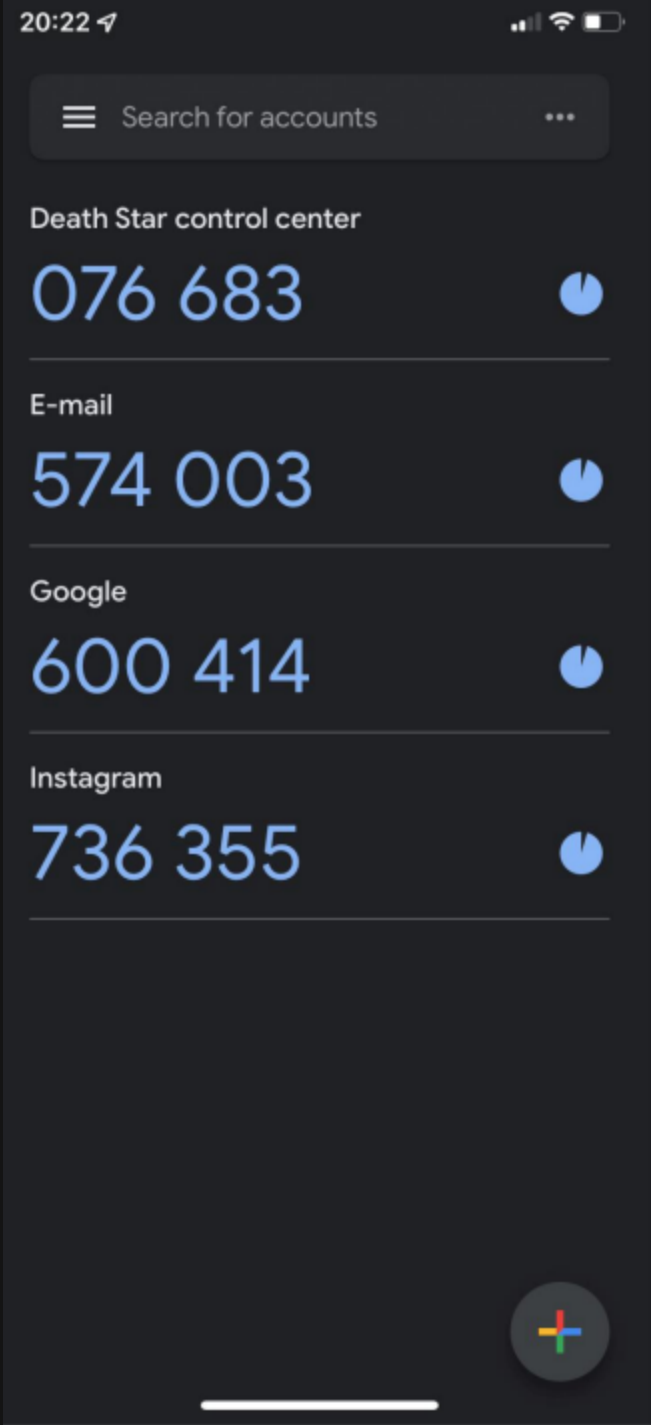 20:22
Search for accounts
Death Star control center
076 683
E-mail
574 003
Google
600 414
Instagram
736 355